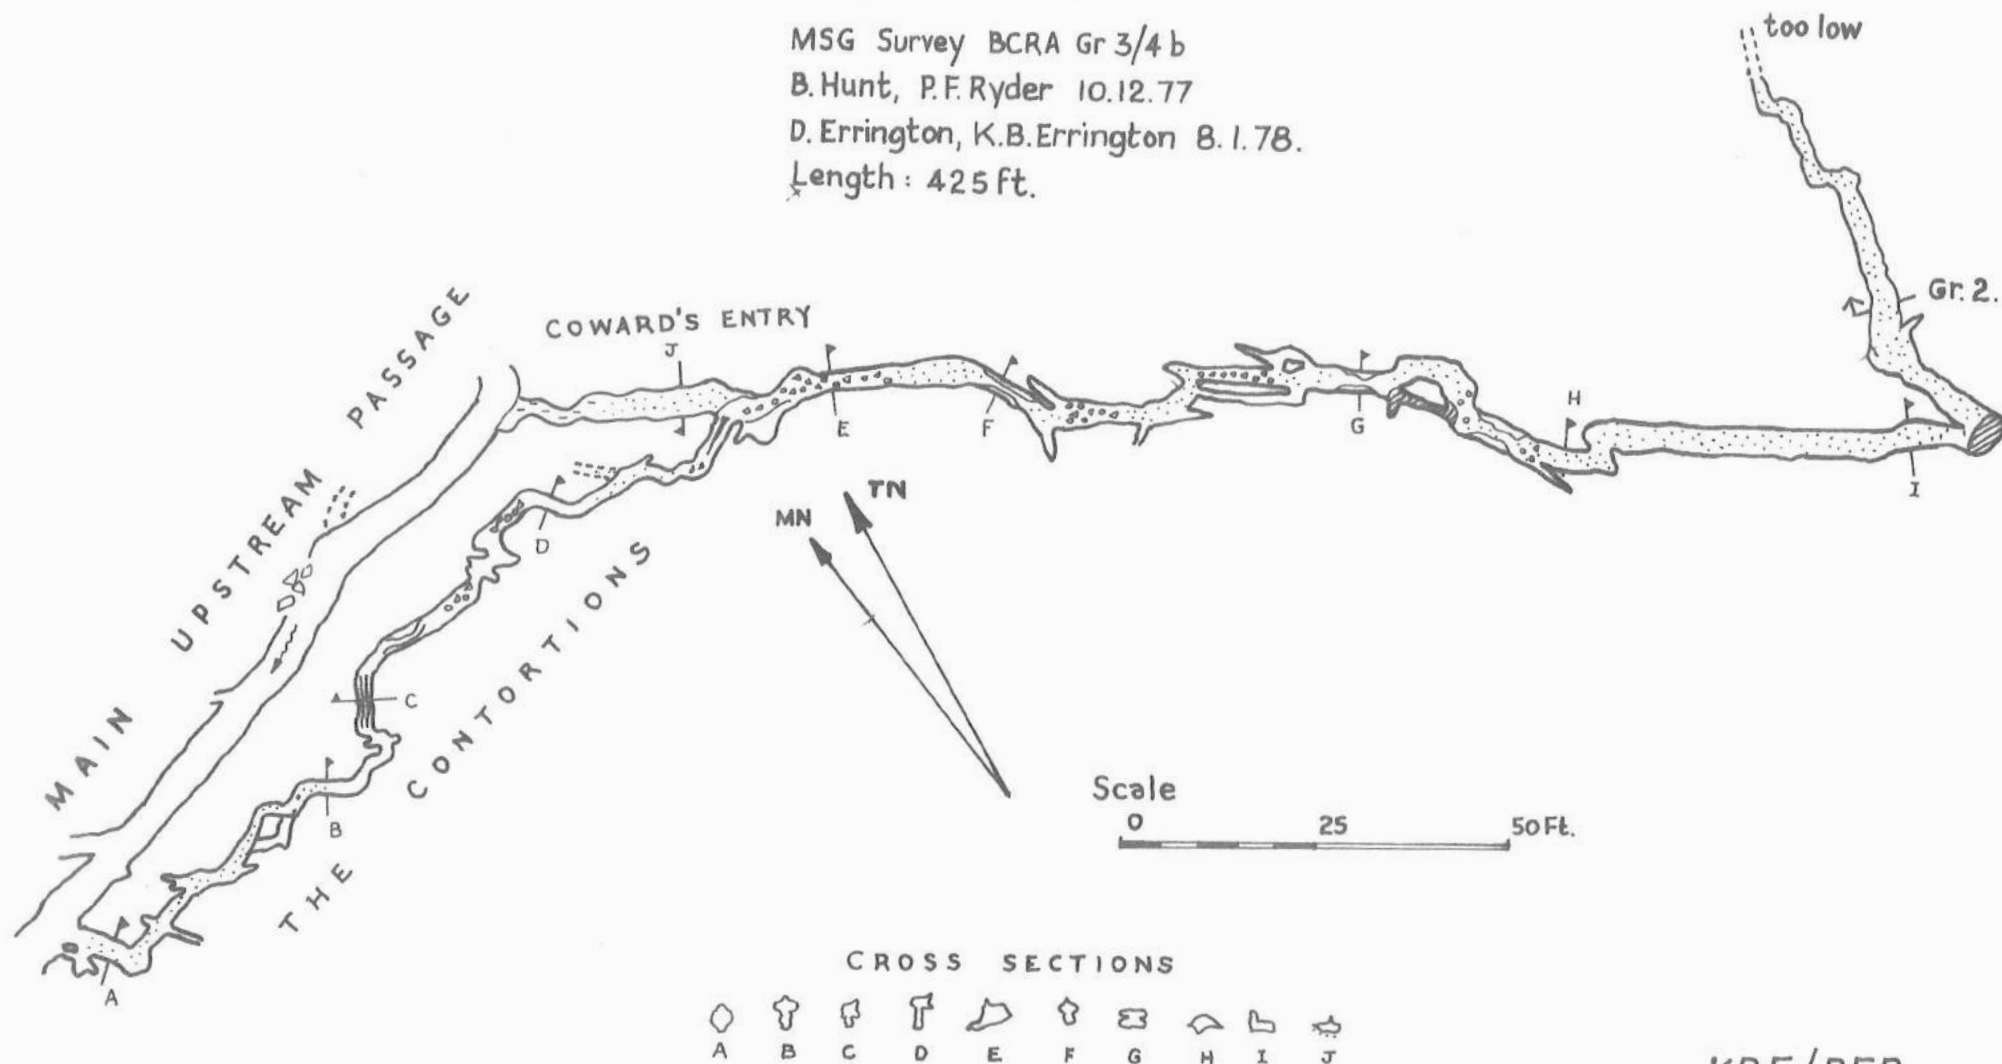 MSG Survey BCRA Gr 3/4 b
B. Hunt, P.F. Ryder 10.12.77
D. Errington, K.B. Errington 8.1.78.
Length : 425 ft.
too low
Gr. 2.
COWARD'S ENTRY
J
MAIN UPSTREAM PASSAGE
E
F
G
H
I
D
C
B
A
THE CONTORTIONS
MN
TN
Scale
0 25 50 Ft.
CROSS SECTIONS
A B C D E F G H I J